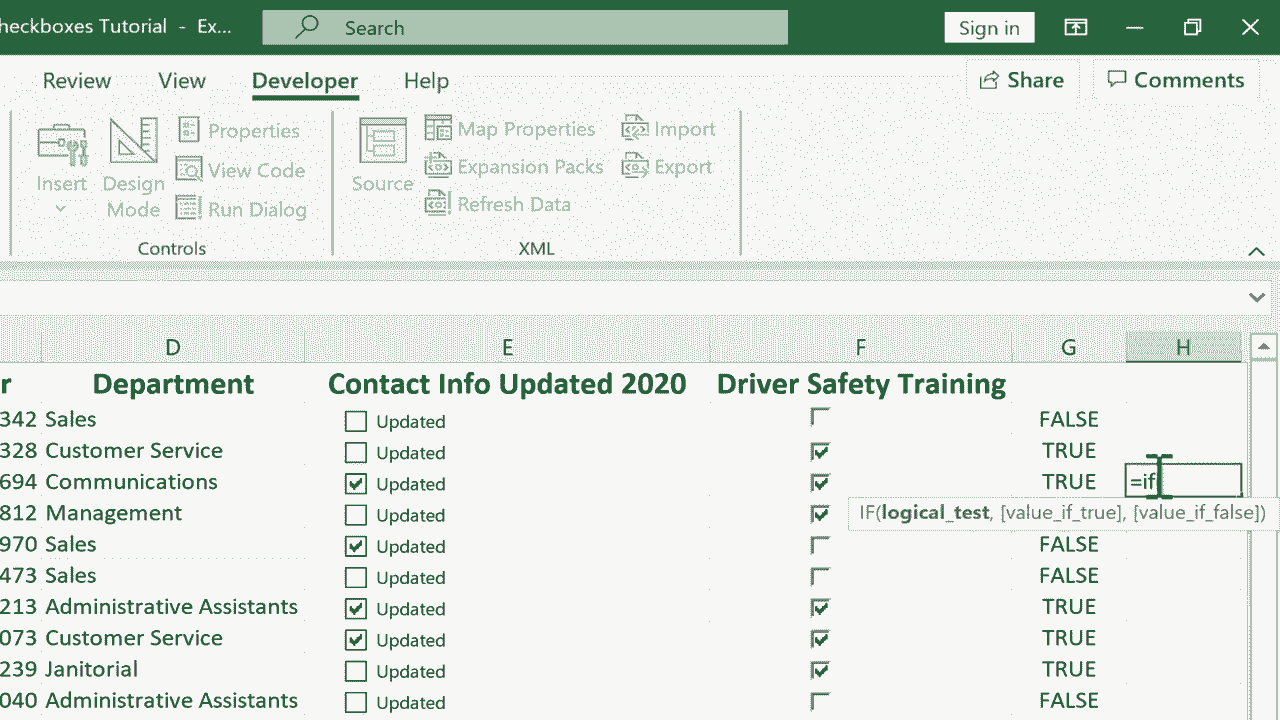 heckboxes Tutorial - Ex... Search Sign in
Review View Developer Help Share Comments
Properties Map Properties Import
View Code Expansion Packs Export
Insert Design Mode Source
Run Dialog Refresh Data
Controls XML
D E F G H
r Department Contact Info Updated 2020 Driver Safety Training
342 Sales Updated FALSE
328 Customer Service Updated TRUE
694 Communications Updated TRUE =if(
812 Management Updated
IF(logical_test, [value_if_true], [value_if_false])
970 Sales Updated FALSE
473 Sales Updated FALSE
213 Administrative Assistants Updated TRUE
073 Customer Service Updated TRUE
239 Janitorial Updated TRUE
040 Administrative Assistants Updated FALSE